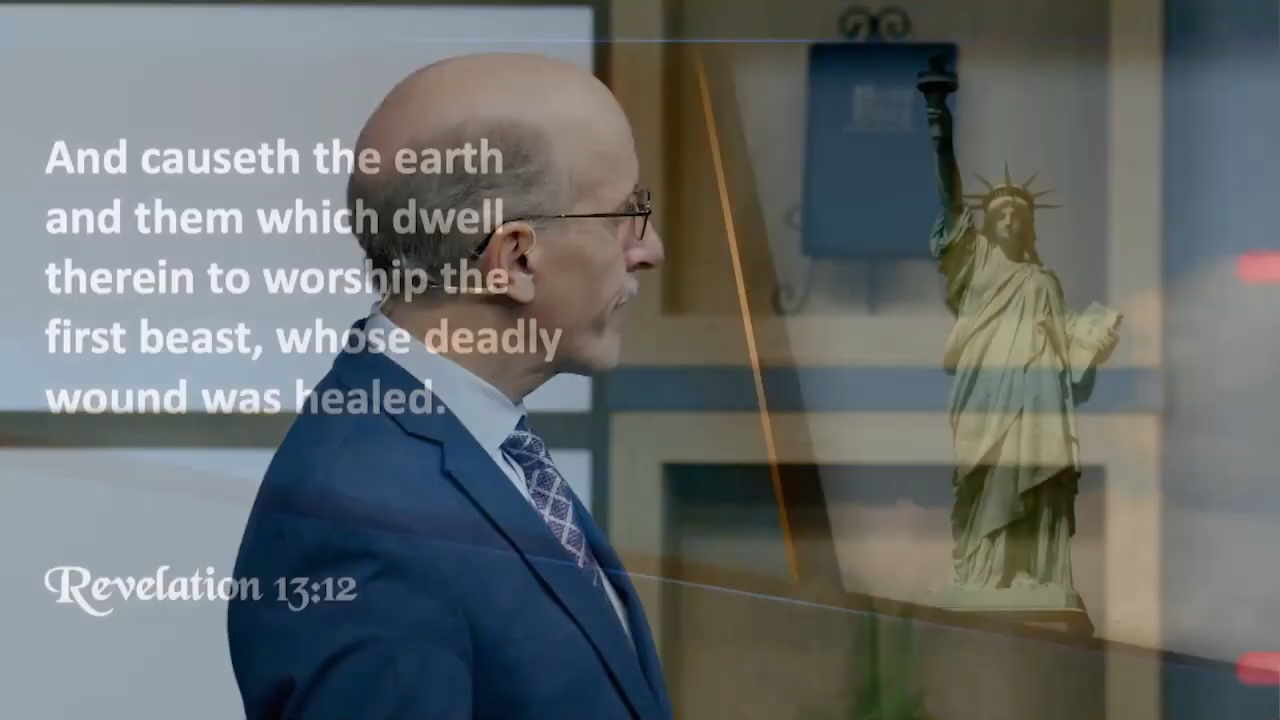 And causeth the earth
and them which dwell
therein to worship the
first beast, whose deadly
wound was healed.
Revelation 13:12